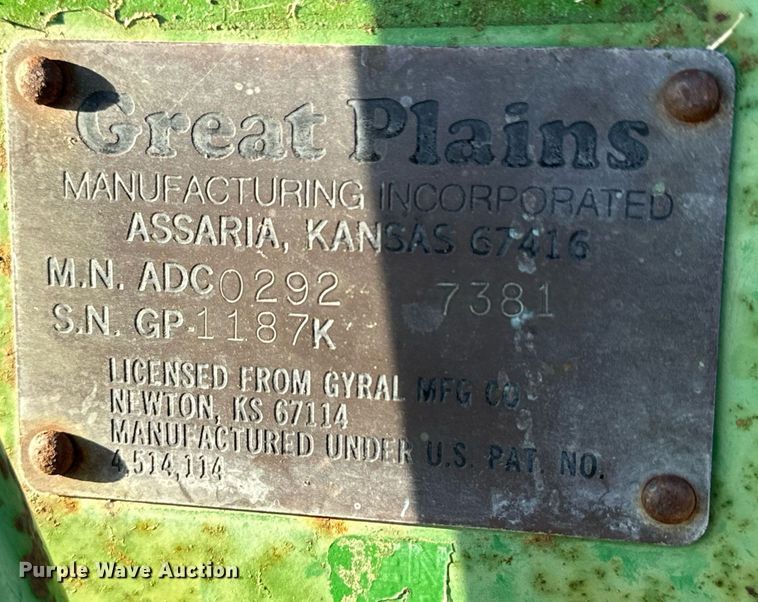 Great Plains
MANUFACTURING INCORPORATED
ASSARIA, KANSAS 67416
M.N. ADC0292 7381
S.N. GP-1187K
LICENSED FROM GYRAL MFG CO
NEWTON, KS 67114
MANUFACTURED UNDER U.S. PAT. NO.
4,514,114
Purple Wave Auction